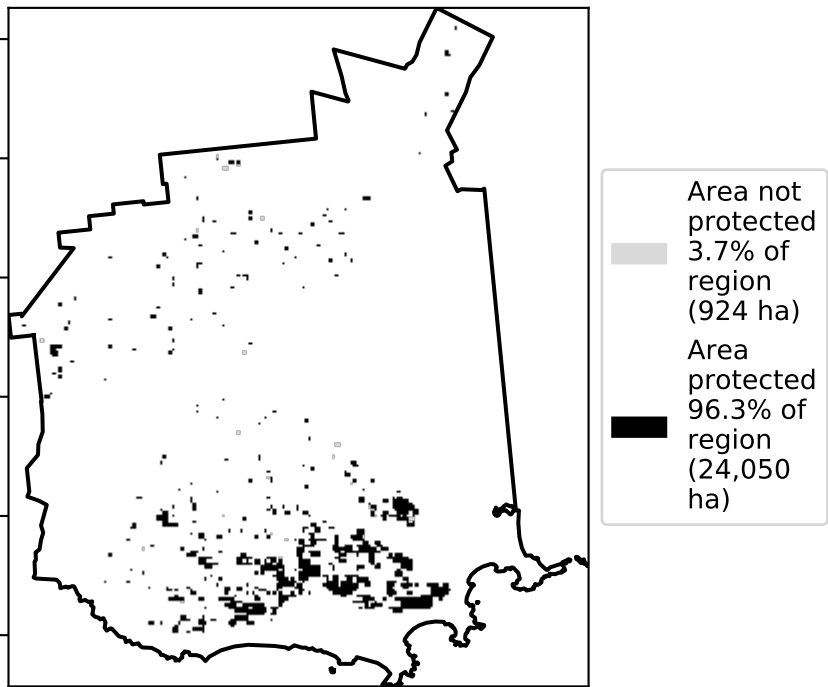 Area not
protected
3.7% of
region
(924 ha)
Area
protected
96.3% of
region
(24,050
ha)